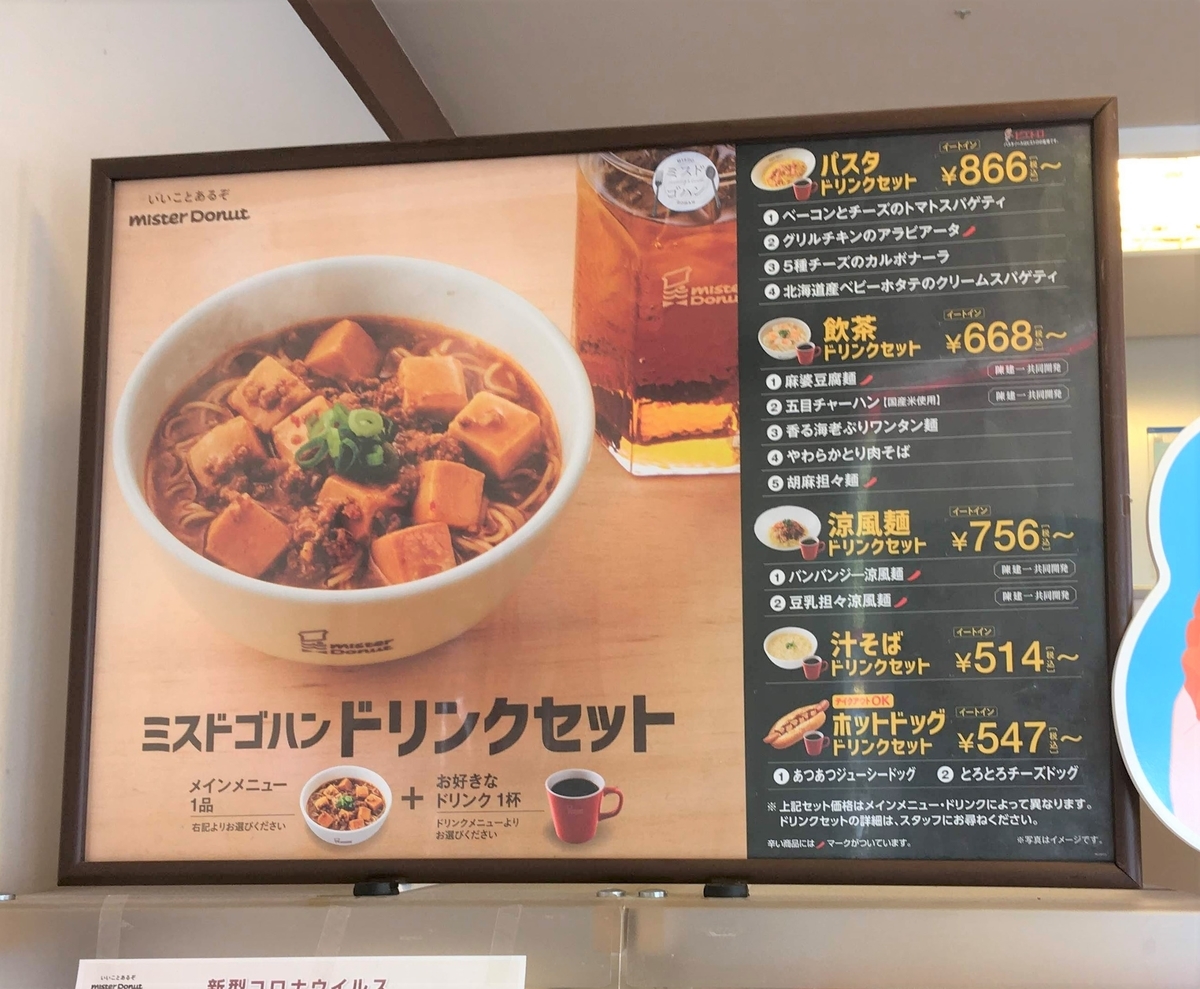 いいことあるぞ
mister Donut
ミスド
ゴハン
mister
Donut
mister
Donut
ミスドゴハンドリンクセット
メインメニュー
1品
右記よりお選びください
+
お好きな
ドリンク 1杯
ドリンクメニューより
お選びください
パスタ
ドリンクセット
イートイン
¥866[税込]〜
① ベーコンとチーズのトマトスパゲティ
② グリルチキンのアラビアータ
③ 5種チーズのカルボナーラ
④ 北海道産ベビーホタテのクリームスパゲティ
飲茶
ドリンクセット
イートイン
¥668[税込]〜
① 麻婆豆腐麺 陳建一 共同開発
② 五目チャーハン【国産米使用】 陳建一 共同開発
③ 香る海老ぷりワンタン麺
④ やわらかとり肉そば
⑤ 胡麻担々麺
涼風麺
ドリンクセット
イートイン
¥756[税込]〜
① バンバンジー涼風麺 陳建一 共同開発
② 豆乳担々涼風麺 陳建一 共同開発
汁そば
ドリンクセット
イートイン
¥514[税込]〜
テイクアウトOK
ホットドッグ
ドリンクセット
イートイン
¥547[税込]〜
① あつあつジューシードッグ ② とろとろチーズドッグ
※上記セット価格はメインメニュー・ドリンクによって異なります。
ドリンクセットの詳細は、スタッフにお尋ねください。
辛い商品には マークがついています。
※写真はイメージです。
いいことあるぞ
mister Donut
新型コロナウイルス